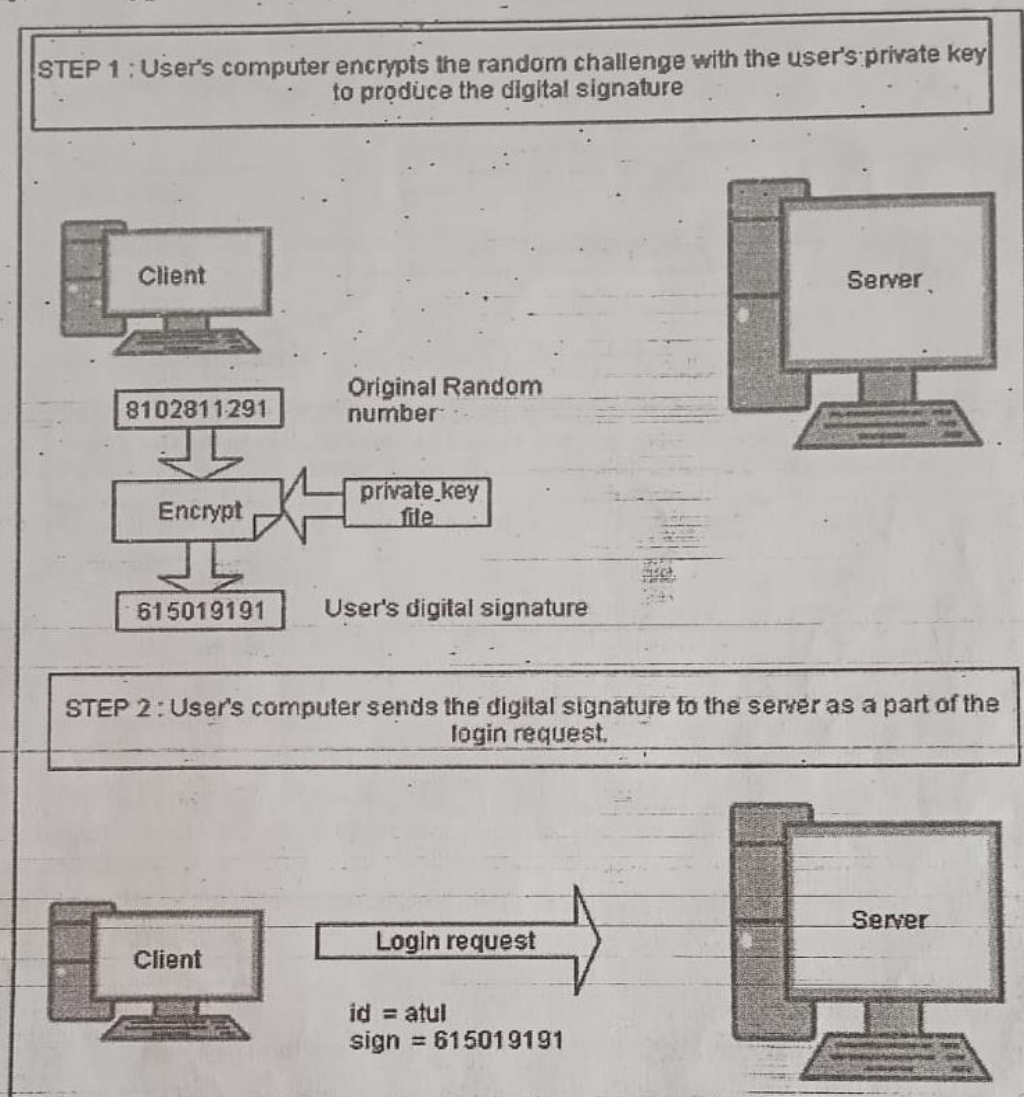 STEP 1 : User's computer encrypts the random challenge with the user's private key
to produce the digital signature
Client
Server
8102811291
Original Random
number
Encrypt
private key
file
615019191
User's digital signature
STEP 2 : User's computer sends the digital signature to the server as a part of the
login request.
Client
Login request
Server
id = atul
sign = 615019191